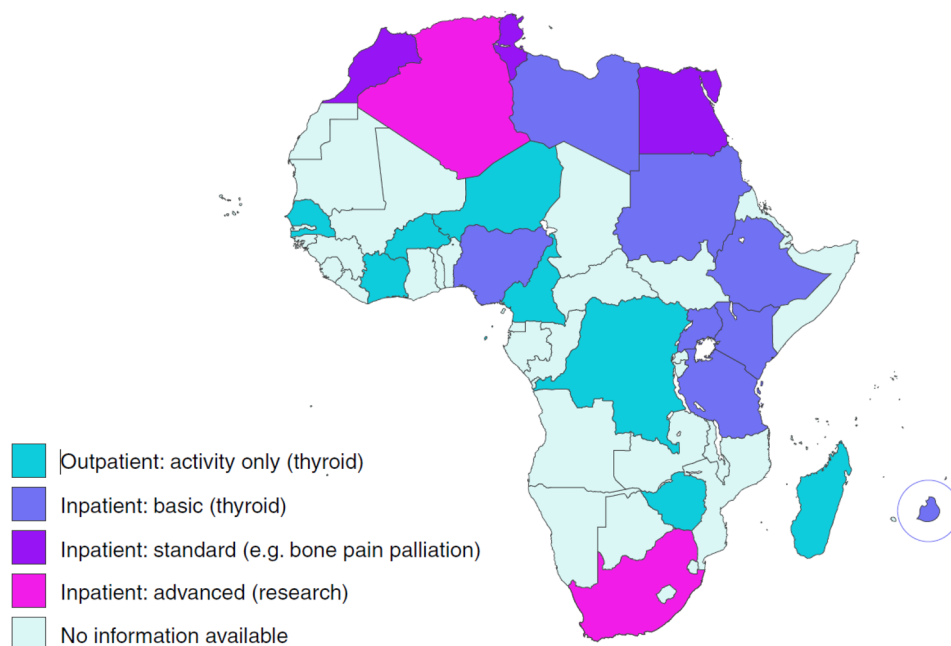 Outpatient: activity only (thyroid)
Inpatient: basic (thyroid)
Inpatient: standard (e.g. bone pain palliation)
Inpatient: advanced (research)
No information available